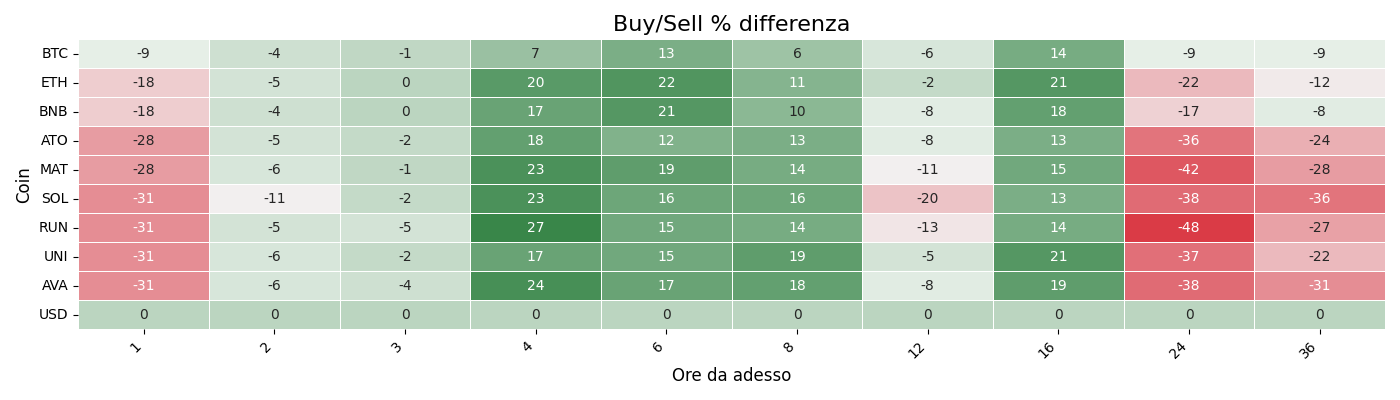 Buy/Sell % differenza
Coin
BTC -9 -4 -1 7 13 6 -6 14 -9 -9
ETH -18 -5 0 20 22 11 -2 21 -22 -12
BNB -18 -4 0 17 21 10 -8 18 -17 -8
ATO -28 -5 -2 18 12 13 -8 13 -36 -24
MAT -28 -6 -1 23 19 14 -11 15 -42 -28
SOL -31 -11 -2 23 16 16 -20 13 -38 -36
RUN -31 -5 -5 27 15 14 -13 14 -48 -27
UNI -31 -6 -2 17 15 19 -5 21 -37 -22
AVA -31 -6 -4 24 17 18 -8 19 -38 -31
USD 0 0 0 0 0 0 0 0 0 0
1 2 3 4 6 8 12 16 24 36
Ore da adesso